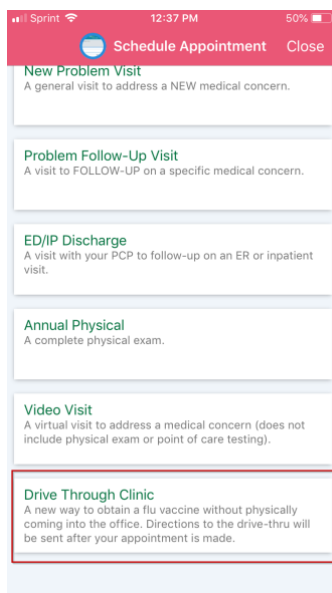 Sprint 12:37 PM 50%
Schedule Appointment Close
New Problem Visit
A general visit to address a NEW medical concern.
Problem Follow-Up Visit
A visit to FOLLOW-UP on a specific medical concern.
ED/IP Discharge
A visit with your PCP to follow-up on an ER or inpatient
visit.
Annual Physical
A complete physical exam.
Video Visit
A virtual visit to address a medical concern (does not
include physical exam or point of care testing).
Drive Through Clinic
A new way to obtain a flu vaccine without physically
coming into the office. Directions to the drive-thru will
be sent after your appointment is made.